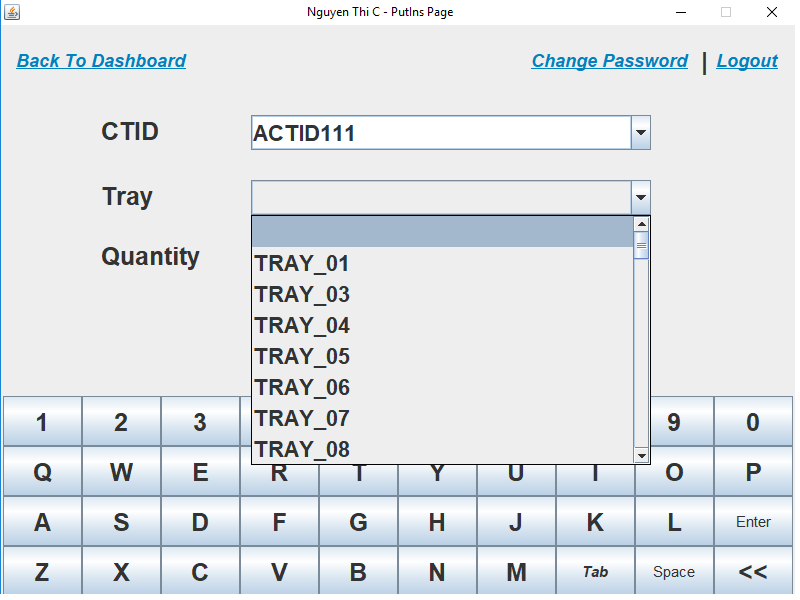 Nguyen Thi C - PutIns Page
Back To Dashboard
Change Password | Logout
CTID ACTID111
Tray
Quantity
TRAY_01
TRAY_03
TRAY_04
TRAY_05
TRAY_06
TRAY_07
TRAY_08
1 2 3 9 0
Q W E R T Y U I O P
A S D F G H J K L Enter
Z X C V B N M Tab Space <<